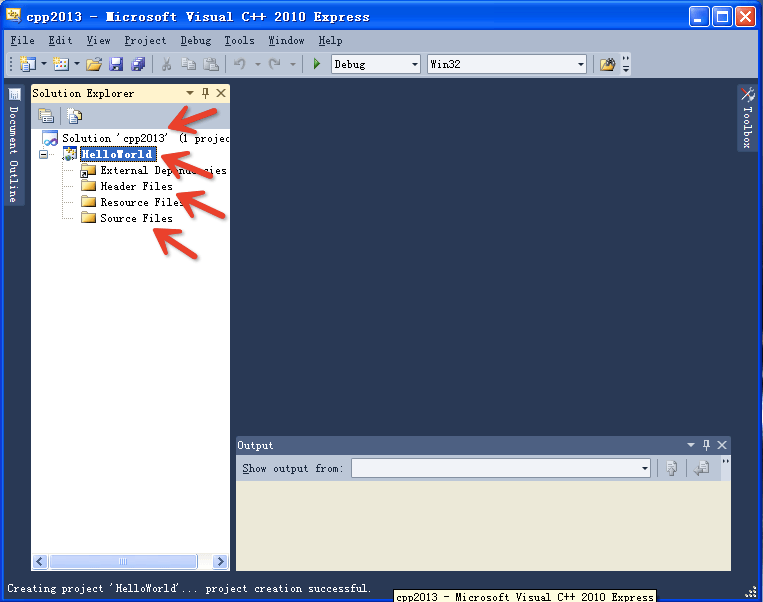 cpp2013 - Microsoft Visual C++ 2010 Express
File Edit View Project Debug Tools Window Help
Debug Win32
Document Outline
Solution Explorer
Solution 'cpp2013' (1 projec
HelloWorld
External Dependencies
Header Files
Resource Files
Source Files
Toolbox
Output
Show output from:
Creating project 'HelloWorld'... project creation successful.
cpp2013 - Microsoft Visual C++ 2010 Express